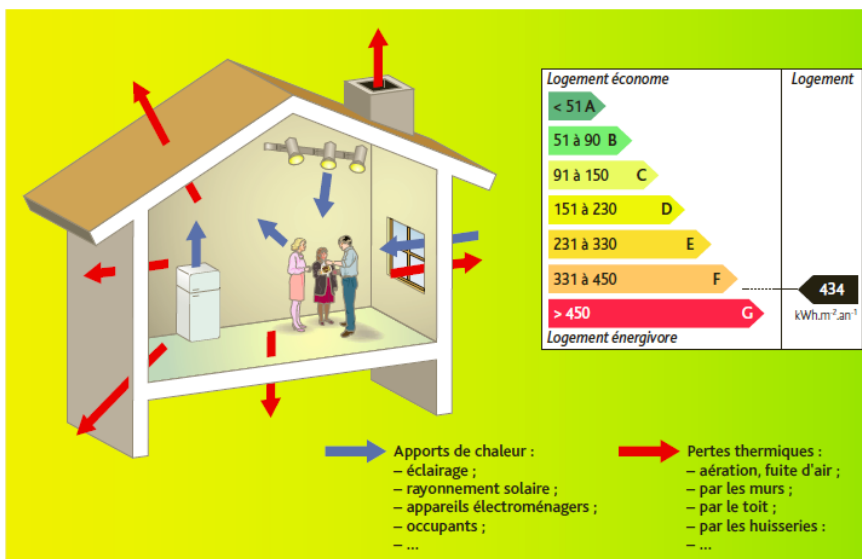 Logement économe
Logement
< 51 A
51 à 90 B
91 à 150 C
151 à 230 D
231 à 330 E
331 à 450 F
434
> 450 G
kWh.m⁻².an⁻¹
Logement énergivore
Apports de chaleur :
– éclairage ;
– rayonnement solaire ;
– appareils électroménagers ;
– occupants ;
– ...
Pertes thermiques :
– aération, fuite d'air ;
– par les murs ;
– par le toit ;
– par les huisseries :
– ...